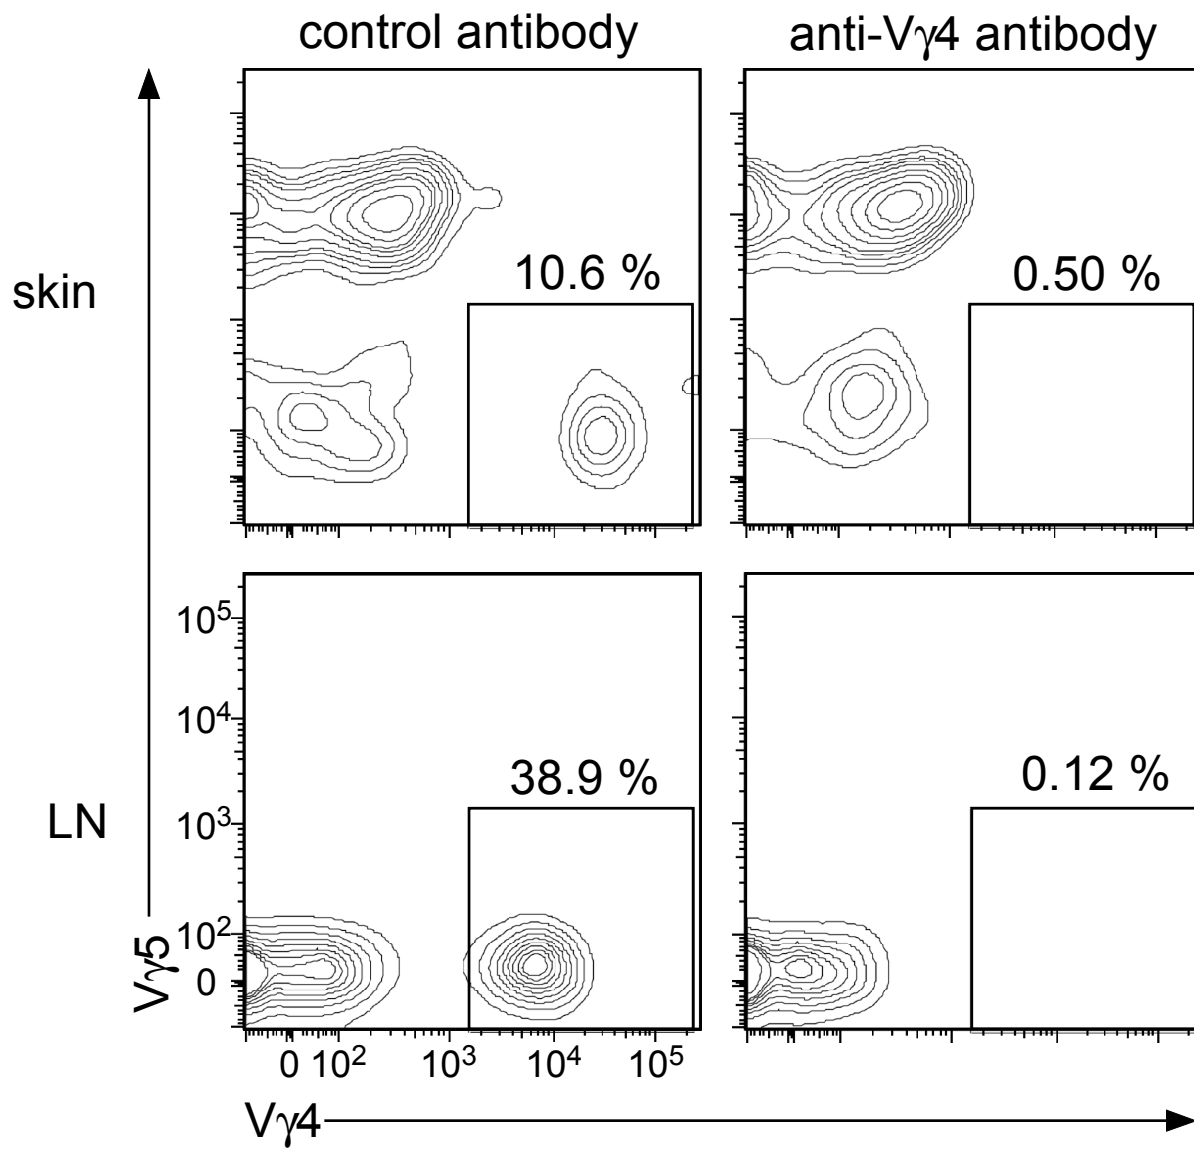 control antibody
anti-Vγ4 antibody
skin
10.6 %
0.50 %
LN
10⁵
10⁴
10³
10²
0
38.9 %
0.12 %
Vγ5
0 10² 10³ 10⁴ 10⁵
Vγ4